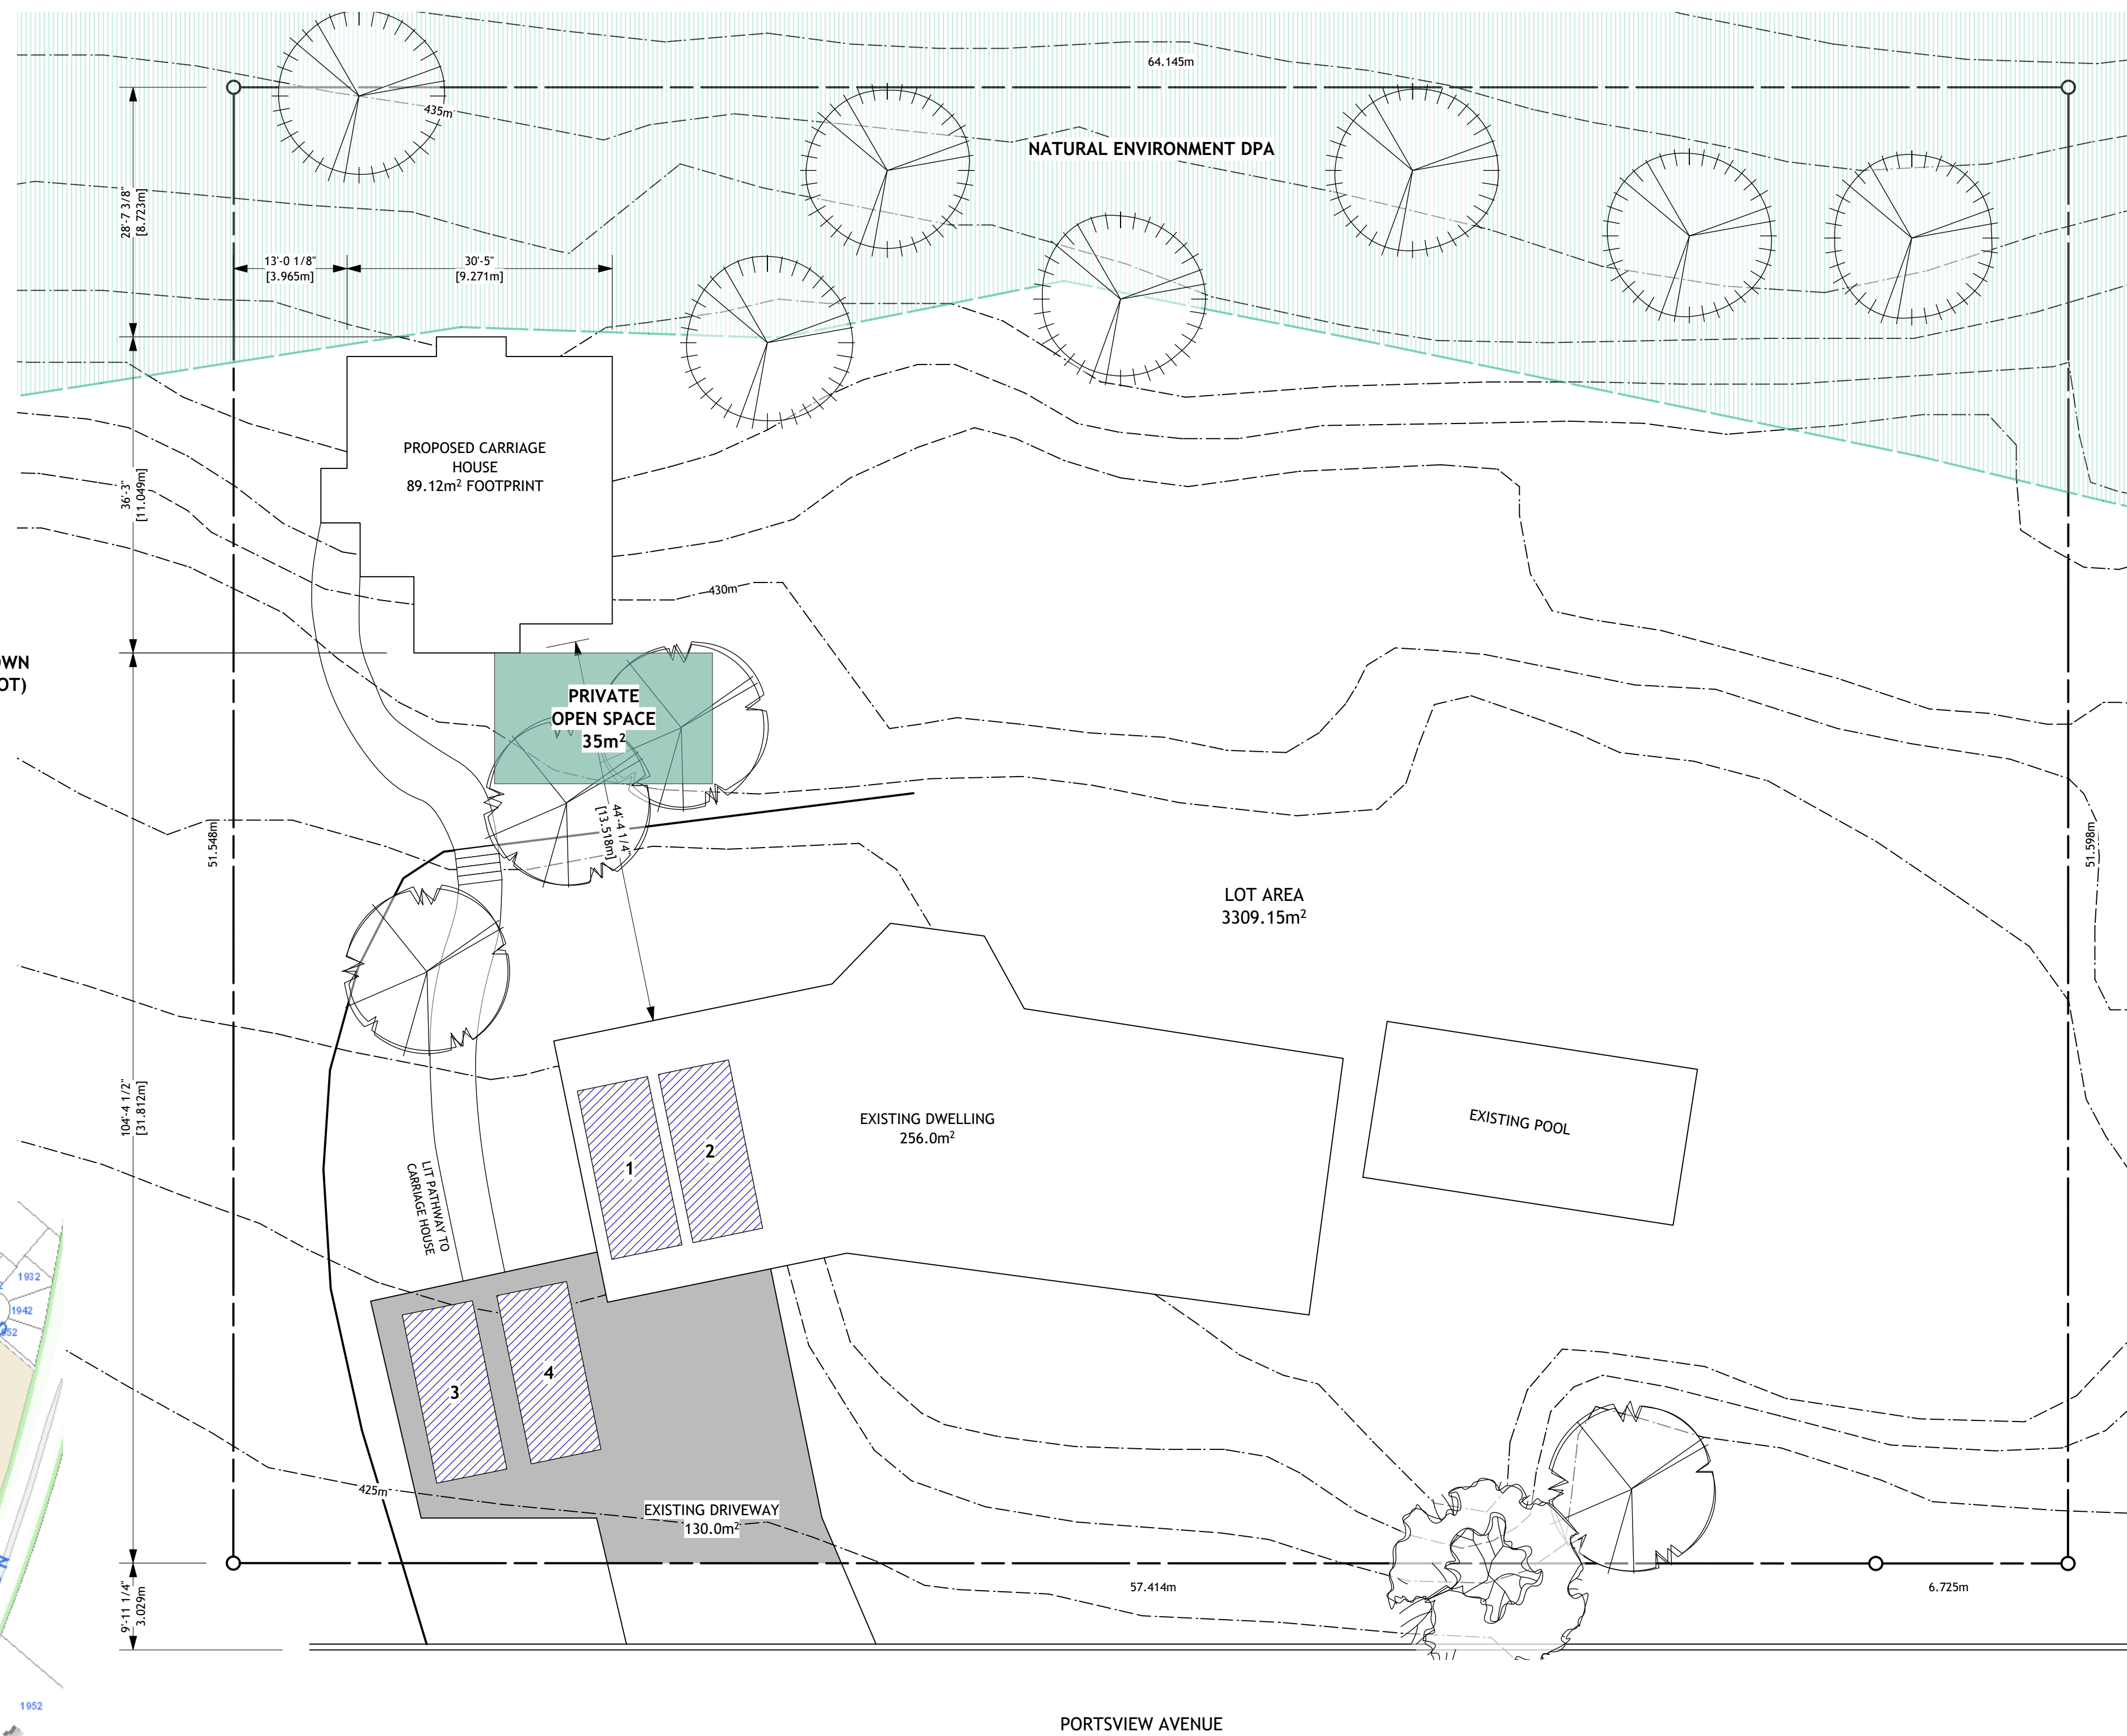 64.145m
435m
NATURAL ENVIRONMENT DPA
28'-7 3/8"
[8.723m]
13'-0 1/8"
[3.965m]
30'-5"
[9.271m]
PROPOSED CARRIAGE
HOUSE
89.12m² FOOTPRINT
36'-3"
[11.049m]
430m
OWN
OT)
PRIVATE
OPEN SPACE
35m²
44'-4 1/4"
[13.518m]
51.548m
51.598m
LOT AREA
3309.15m²
104'-4 1/2"
[31.812m]
EXISTING DWELLING
256.0m²
EXISTING POOL
1
2
LIT PATHWAY TO
CARRIAGE HOUSE
1932
1942
952
3
4
425m
EXISTING DRIVEWAY
130.0m²
N
57.414m
6.725m
9'-11 1/4"
3.029m
1952
PORTSVIEW AVENUE